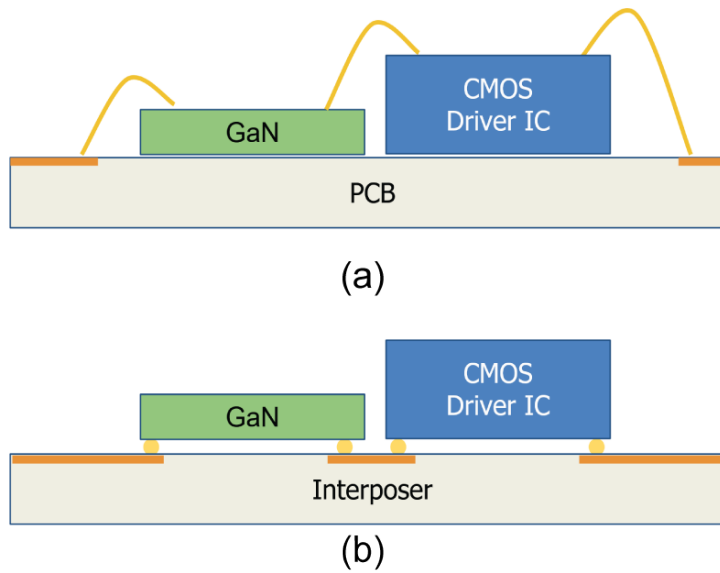 CMOS
Driver IC
GaN
PCB
(a)
CMOS
Driver IC
GaN
Interposer
(b)